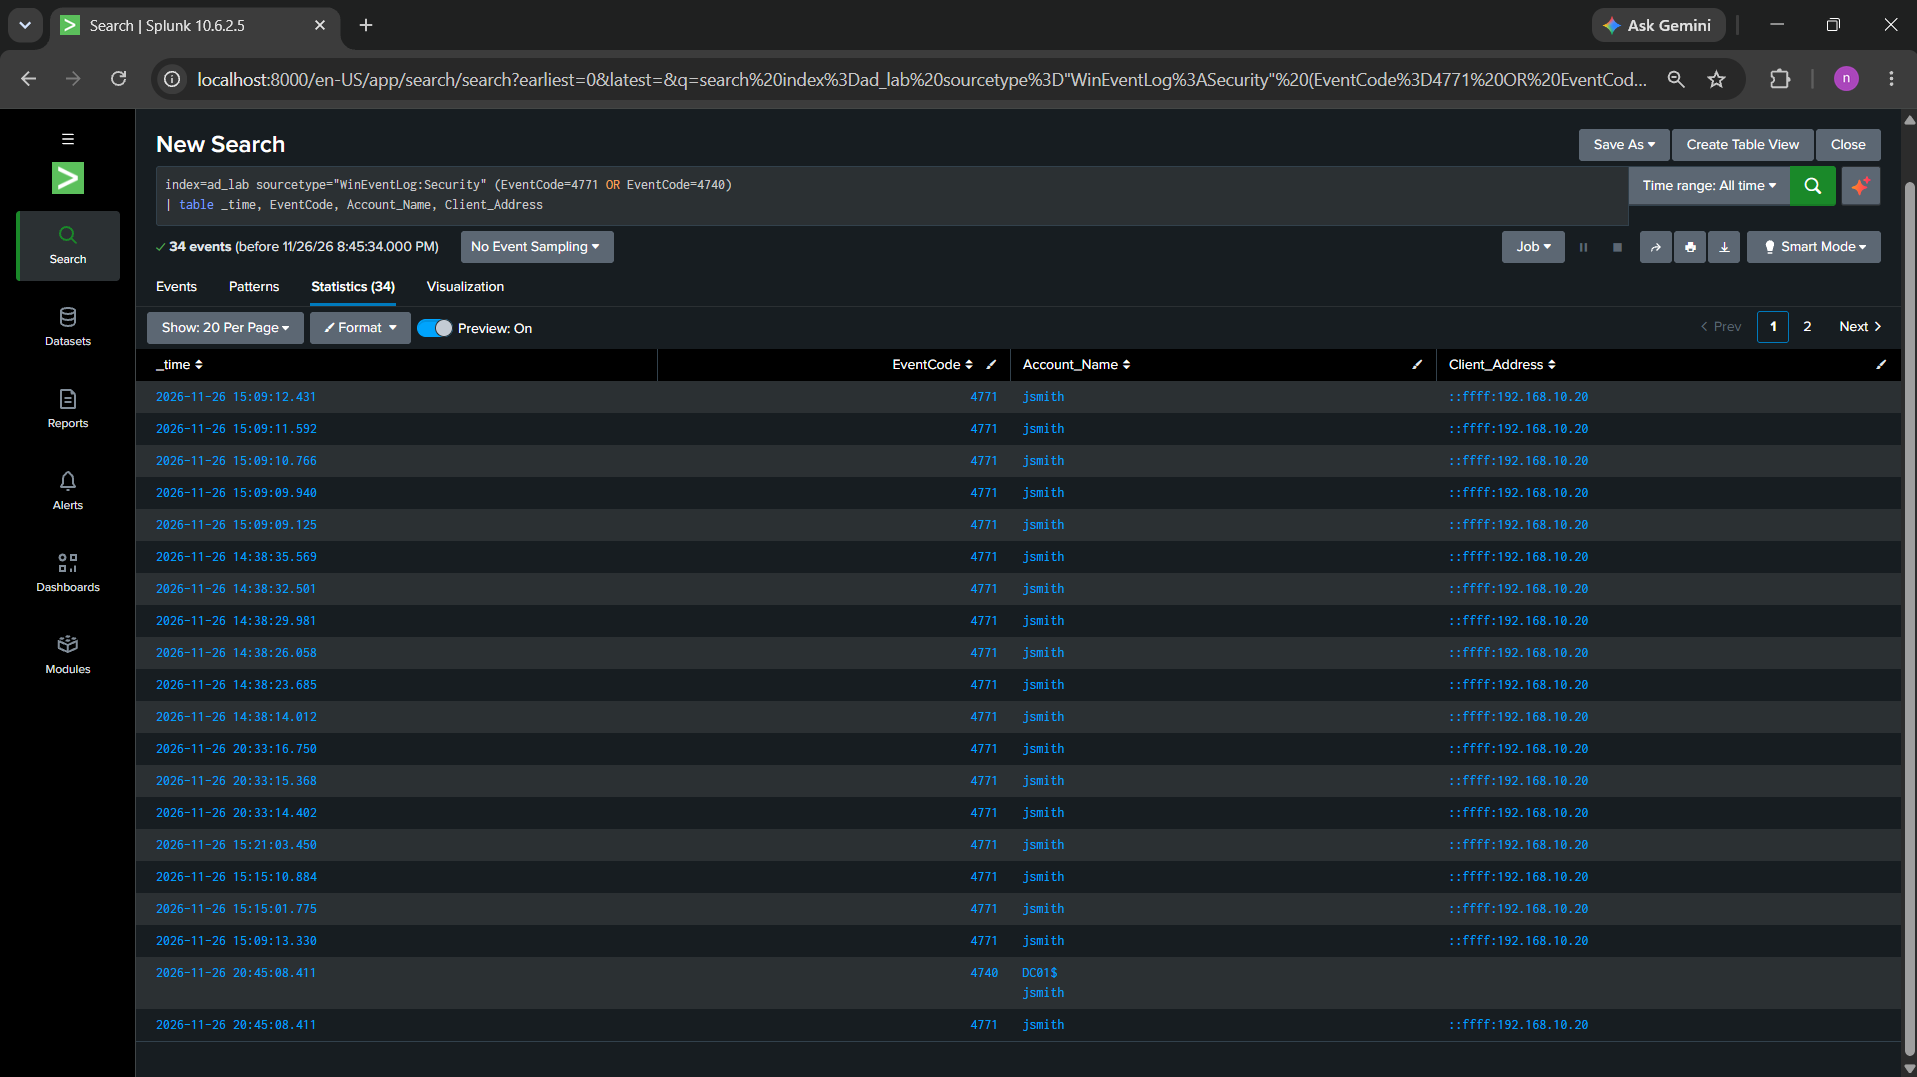 Search | Splunk 10.6.2.5
Ask Gemini
localhost:8000/en-US/app/search/search?earliest=0&latest=&q=search%20index%3Dad_lab%20sourcetype%3D"WinEventLog%3ASecurity"%20(EventCode%3D4771%20OR%20EventCod...
n
New Search
Save As
Create Table View
Close
index=ad_lab sourcetype="WinEventLog:Security" (EventCode=4771 OR EventCode=4740)
| table _time, EventCode, Account_Name, Client_Address
Time range: All time
34 events (before 11/26/26 8:45:34.000 PM)
No Event Sampling
Job
Smart Mode
Search
Datasets
Reports
Alerts
Dashboards
Modules
Events Patterns Statistics (34) Visualization
Show: 20 Per Page Format Preview: On
< Prev 1 2 Next >
_time EventCode Account_Name Client_Address
2026-11-26 15:09:12.431 4771 jsmith ::ffff:192.168.10.20
2026-11-26 15:09:11.592 4771 jsmith ::ffff:192.168.10.20
2026-11-26 15:09:10.766 4771 jsmith ::ffff:192.168.10.20
2026-11-26 15:09:09.940 4771 jsmith ::ffff:192.168.10.20
2026-11-26 15:09:09.125 4771 jsmith ::ffff:192.168.10.20
2026-11-26 14:38:35.569 4771 jsmith ::ffff:192.168.10.20
2026-11-26 14:38:32.501 4771 jsmith ::ffff:192.168.10.20
2026-11-26 14:38:29.981 4771 jsmith ::ffff:192.168.10.20
2026-11-26 14:38:26.058 4771 jsmith ::ffff:192.168.10.20
2026-11-26 14:38:23.685 4771 jsmith ::ffff:192.168.10.20
2026-11-26 14:38:14.012 4771 jsmith ::ffff:192.168.10.20
2026-11-26 20:33:16.750 4771 jsmith ::ffff:192.168.10.20
2026-11-26 20:33:15.368 4771 jsmith ::ffff:192.168.10.20
2026-11-26 20:33:14.402 4771 jsmith ::ffff:192.168.10.20
2026-11-26 15:21:03.450 4771 jsmith ::ffff:192.168.10.20
2026-11-26 15:15:10.884 4771 jsmith ::ffff:192.168.10.20
2026-11-26 15:15:01.775 4771 jsmith ::ffff:192.168.10.20
2026-11-26 15:09:13.330 4771 jsmith ::ffff:192.168.10.20
2026-11-26 20:45:08.411 4740 DC01$
jsmith
2026-11-26 20:45:08.411 4771 jsmith ::ffff:192.168.10.20